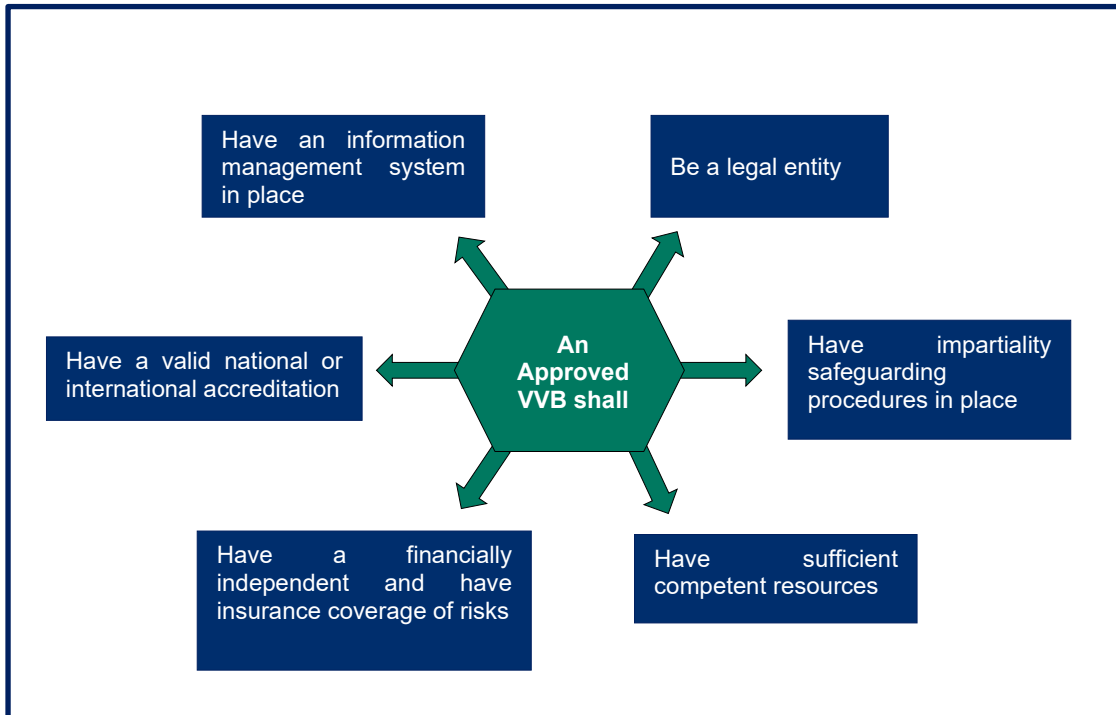 Have an information
management system
in place
Be a legal entity
Have a valid national or
international accreditation
An
Approved
VVB shall
Have impartiality
safeguarding
procedures in place
Have a financially
independent and have
insurance coverage of risks
Have sufficient
competent resources